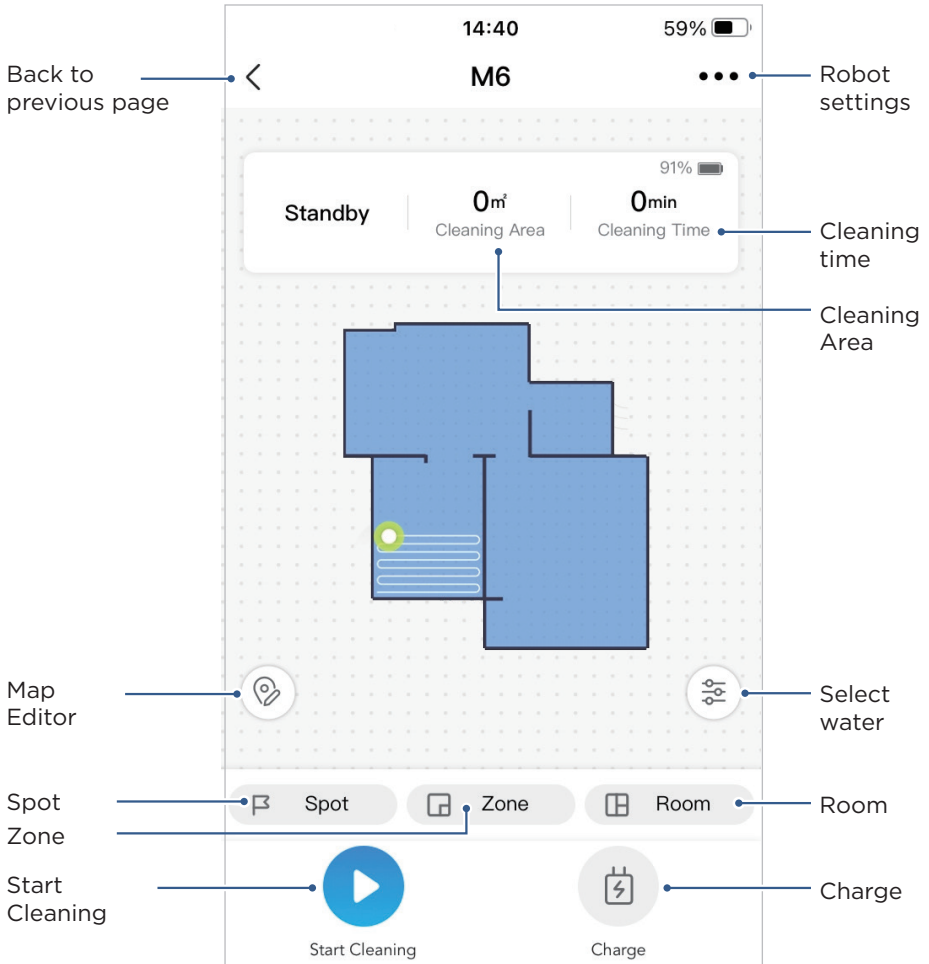 14:40
59%
Back to
previous page
M6
Robot
settings
91%
Standby
0㎡
Cleaning Area
0min
Cleaning Time
Cleaning
time
Cleaning
Area
Map
Editor
Select
water
Spot
Zone
Spot
Zone
Room
Room
Start
Cleaning
Charge
Start Cleaning
Charge